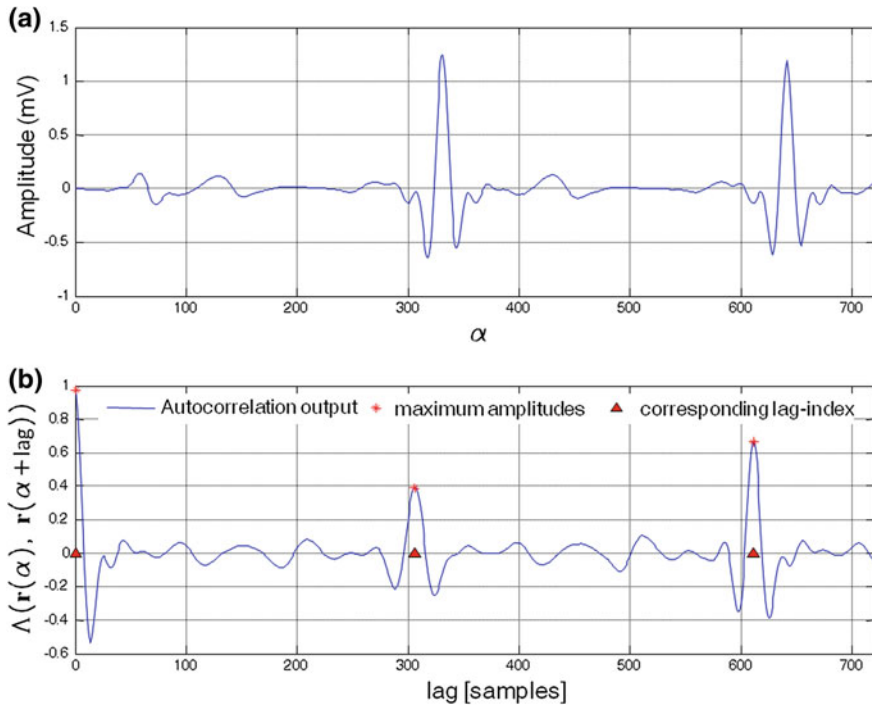 (a)
1.5
1
0.5
0
-0.5
-1
Amplitude (mV)
0 100 200 300 400 500 600 700
α
(b)
1
0.8
0.6
0.4
0.2
0.0
-0.2
-0.4
-0.6
Λ(r(α), r(α+lag))
Autocorrelation output maximum amplitudes corresponding lag-index
0 100 200 300 400 500 600 700
lag [samples]